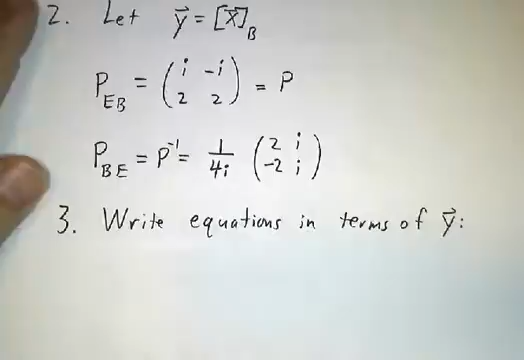 2. Let y⃗ = [x⃗]_B
P_EB = ( i -i ; 2 2 ) = P
P_BE = P⁻¹ = 1/4i ( 2 i ; -2 i )
3. Write equations in terms of y⃗: